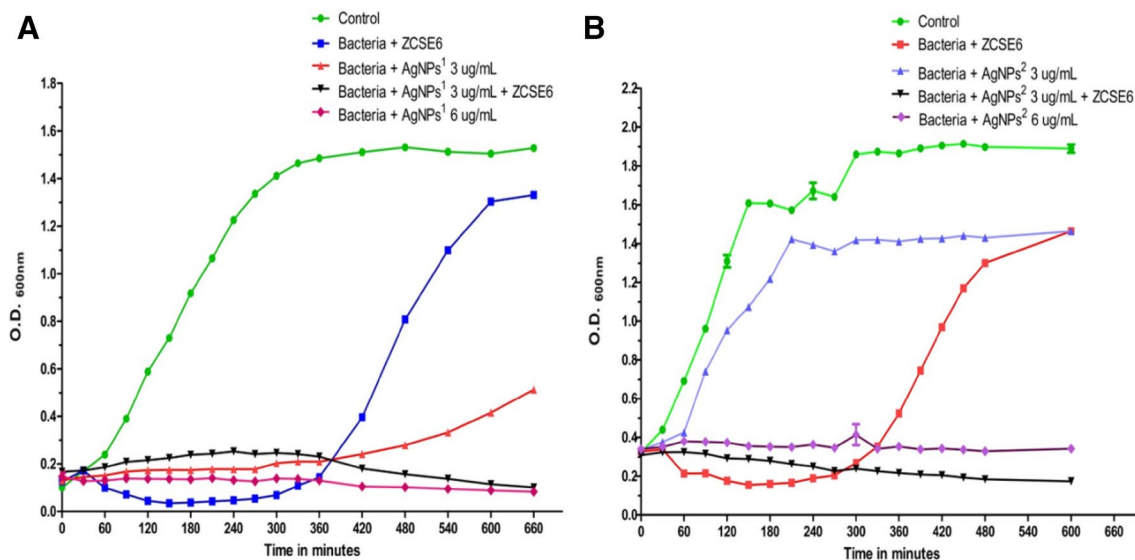 A
Control
Bacteria + ZCSE6
Bacteria + AgNPs¹ 3 ug/mL
Bacteria + AgNPs¹ 3 ug/mL + ZCSE6
Bacteria + AgNPs¹ 6 ug/mL
1.8
1.6
1.4
1.2
1.0
0.8
0.6
0.4
0.2
0.0
O.D. 600nm
0 60 120 180 240 300 360 420 480 540 600 660
Time in minutes
B
Control
Bacteria + ZCSE6
Bacteria + AgNPs² 3 ug/mL
Bacteria + AgNPs² 3 ug/mL + ZCSE6
Bacteria + AgNPs² 6 ug/mL
2.2
2.0
1.8
1.6
1.4
1.2
1.0
0.8
0.6
0.4
0.2
0.0
O.D. 600nm
0 60 120 180 240 300 360 420 480 540 600 660
Time in minutes